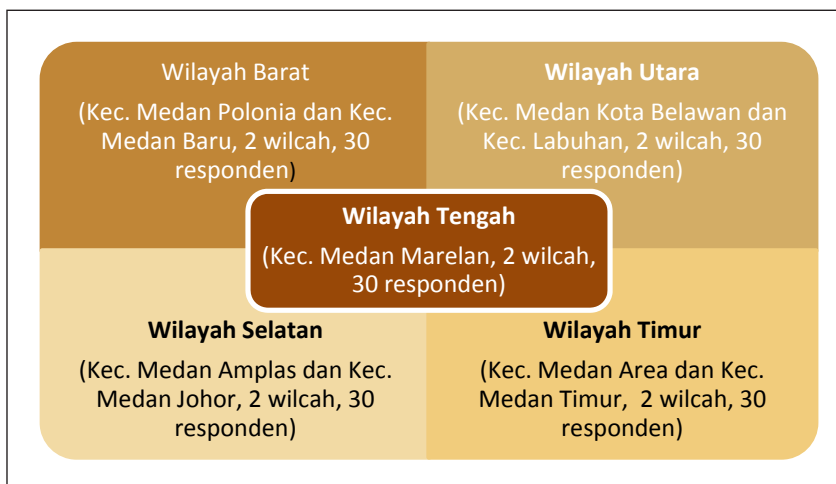 Wilayah Barat
(Kec. Medan Polonia dan Kec.
Medan Baru, 2 wilcah, 30
responden)
Wilayah Utara
(Kec. Medan Kota Belawan dan
Kec. Labuhan, 2 wilcah, 30
responden)
Wilayah Tengah
(Kec. Medan Marelan, 2 wilcah,
30 responden)
Wilayah Selatan
(Kec. Medan Amplas dan Kec.
Medan Johor, 2 wilcah, 30
responden)
Wilayah Timur
(Kec. Medan Area dan Kec.
Medan Timur, 2 wilcah, 30
responden)